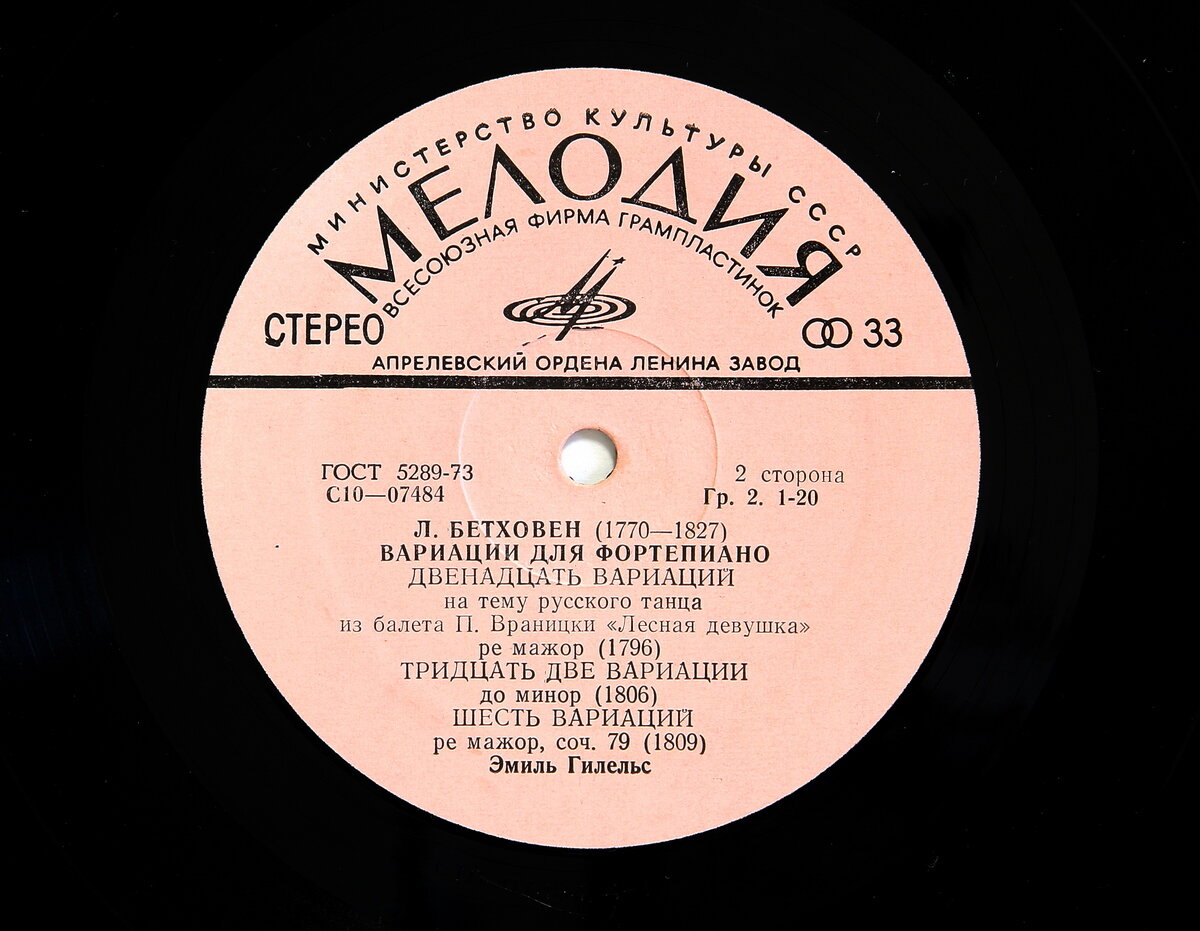 МИНИСТЕРСТВО КУЛЬТУРЫ СССР
МЕЛОДИЯ
ВСЕСОЮЗНАЯ ФИРМА ГРАМПЛАСТИНОК
СТЕРЕО
33
АПРЕЛЕВСКИЙ ОРДЕНА ЛЕНИНА ЗАВОД
ГОСТ 5289-73
2 сторона
С10—07484
Гр. 2. 1-20
Л. БЕТХОВЕН (1770—1827)
ВАРИАЦИИ ДЛЯ ФОРТЕПИАНО
ДВЕНАДЦАТЬ ВАРИАЦИЙ
на тему русского танца
из балета П. Враницки «Лесная девушка»
ре мажор (1796)
ТРИДЦАТЬ ДВЕ ВАРИАЦИИ
до минор (1806)
ШЕСТЬ ВАРИАЦИЙ
ре мажор, соч. 79 (1809)
Эмиль Гилельс